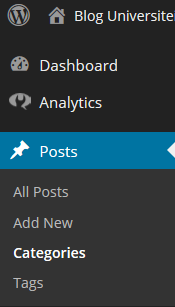 Blog Universite
Dashboard
Analytics
Posts
All Posts
Add New
Categories
Tags